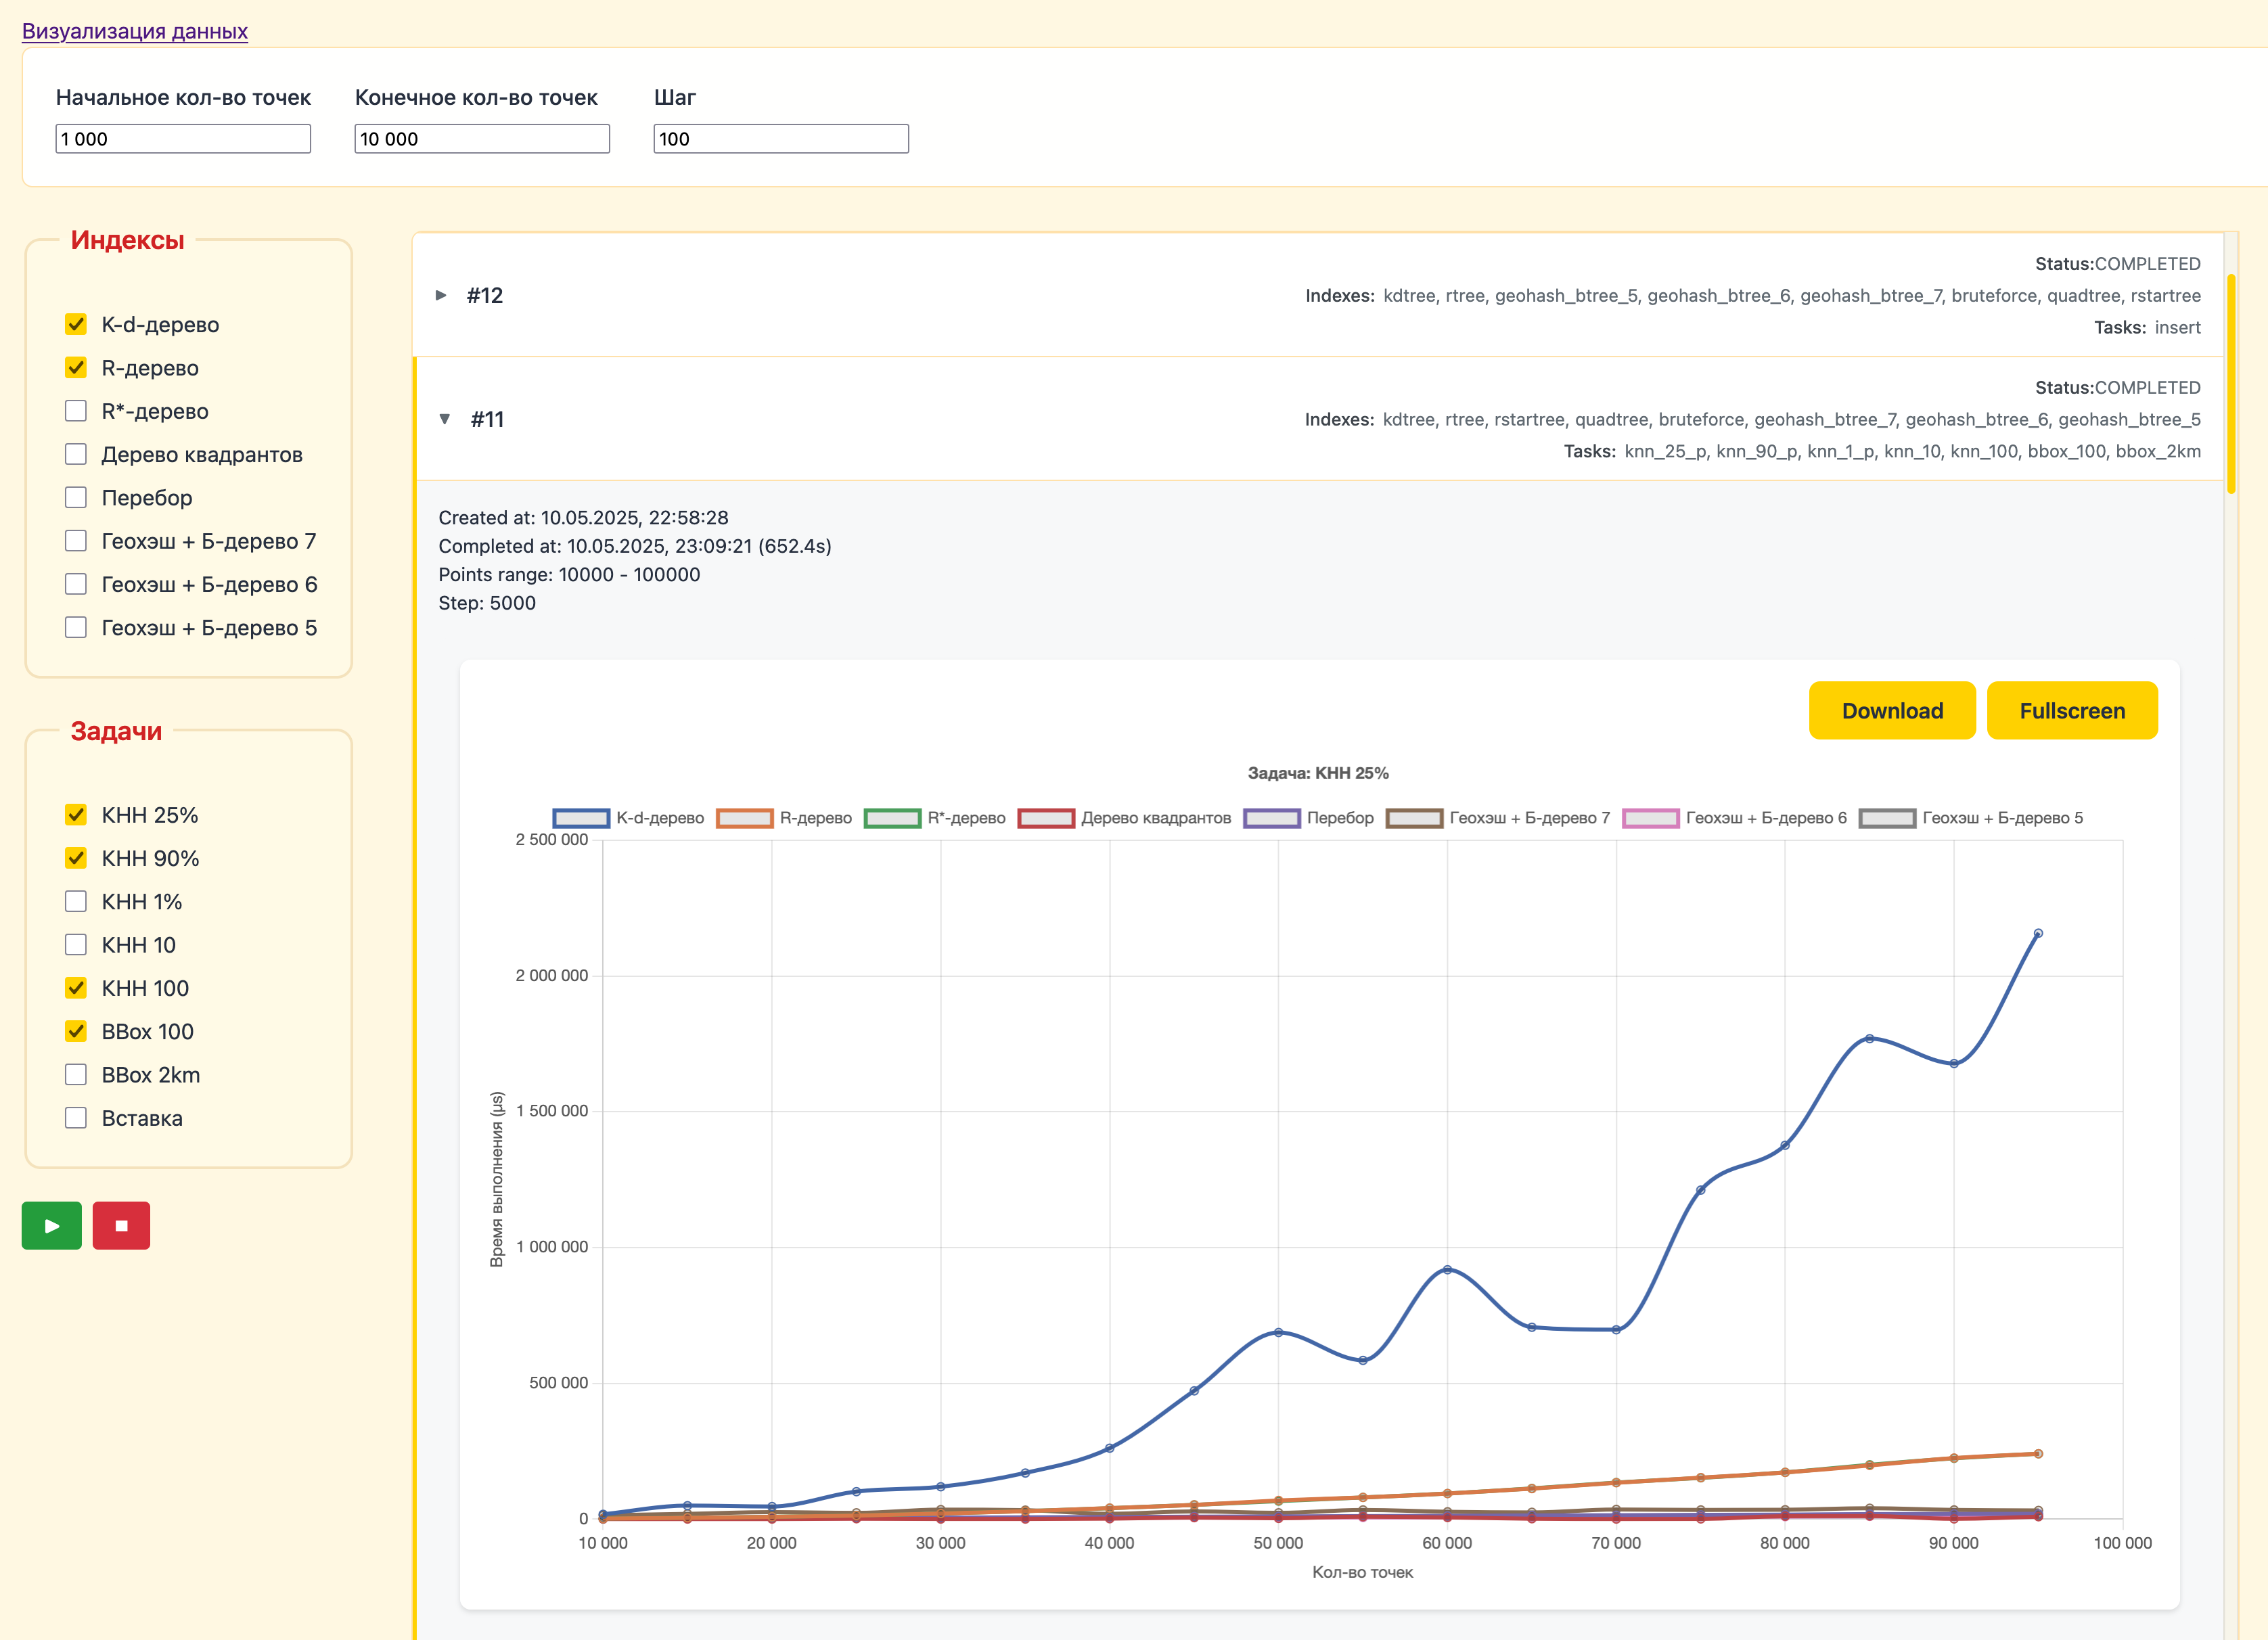 Визуализация данных
Начальное кол-во точек Конечное кол-во точек Шаг
1 000 10 000 100
Индексы
K-d-дерево
R-дерево
R*-дерево
Дерево квадрантов
Перебор
Геохэш + Б-дерево 7
Геохэш + Б-дерево 6
Геохэш + Б-дерево 5
Задачи
КНН 25%
КНН 90%
КНН 1%
КНН 10
КНН 100
BBox 100
BBox 2km
Вставка
#12
Status:COMPLETED
Indexes: kdtree, rtree, geohash_btree_5, geohash_btree_6, geohash_btree_7, bruteforce, quadtree, rstartree
Tasks: insert
#11
Status:COMPLETED
Indexes: kdtree, rtree, rstartree, quadtree, bruteforce, geohash_btree_7, geohash_btree_6, geohash_btree_5
Tasks: knn_25_p, knn_90_p, knn_1_p, knn_10, knn_100, bbox_100, bbox_2km
Created at: 10.05.2025, 22:58:28
Completed at: 10.05.2025, 23:09:21 (652.4s)
Points range: 10000 - 100000
Step: 5000
Download Fullscreen
Задача: КНН 25%
K-d-дерево R-дерево R*-дерево Дерево квадрантов Перебор Геохэш + Б-дерево 7 Геохэш + Б-дерево 6 Геохэш + Б-дерево 5
2 500 000
2 000 000
1 500 000
1 000 000
500 000
0
Время выполнения (µs)
10 000 20 000 30 000 40 000 50 000 60 000 70 000 80 000 90 000 100 000
Кол-во точек